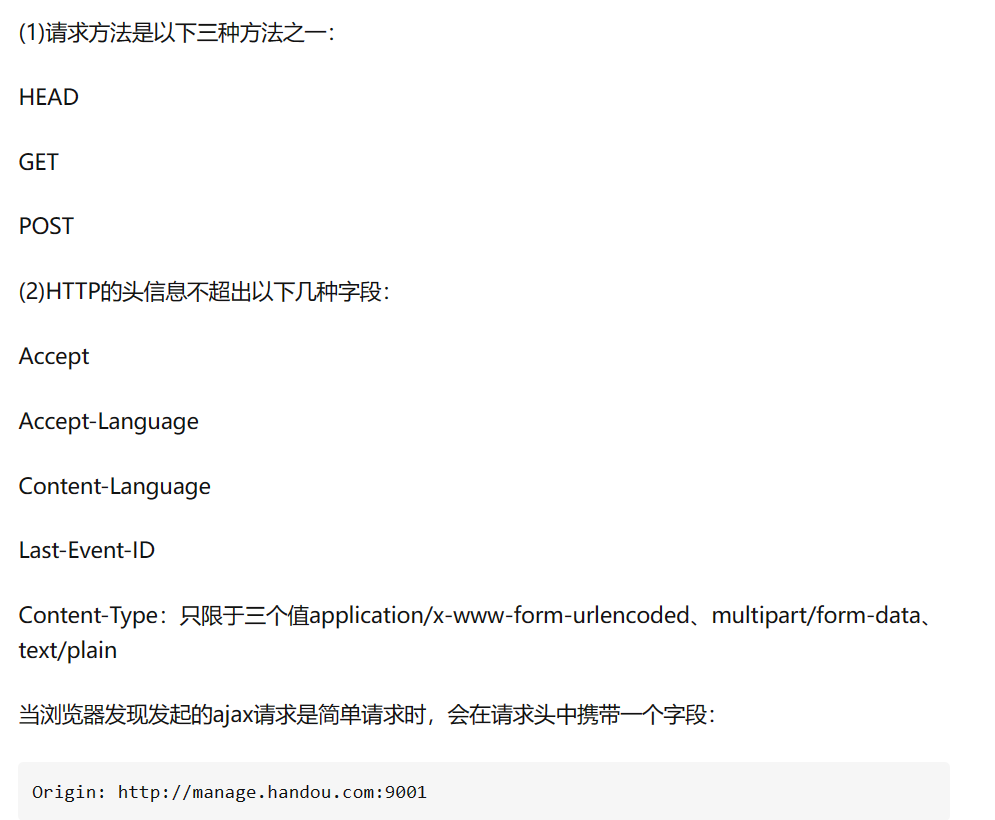 (1)请求方法是以下三种方法之一：
HEAD
GET
POST
(2)HTTP的头信息不超出以下几种字段：
Accept
Accept-Language
Content-Language
Last-Event-ID
Content-Type：只限于三个值application/x-www-form-urlencoded、multipart/form-data、
text/plain
当浏览器发现发起的ajax请求是简单请求时，会在请求头中携带一个字段：
Origin: http://manage.handou.com:9001